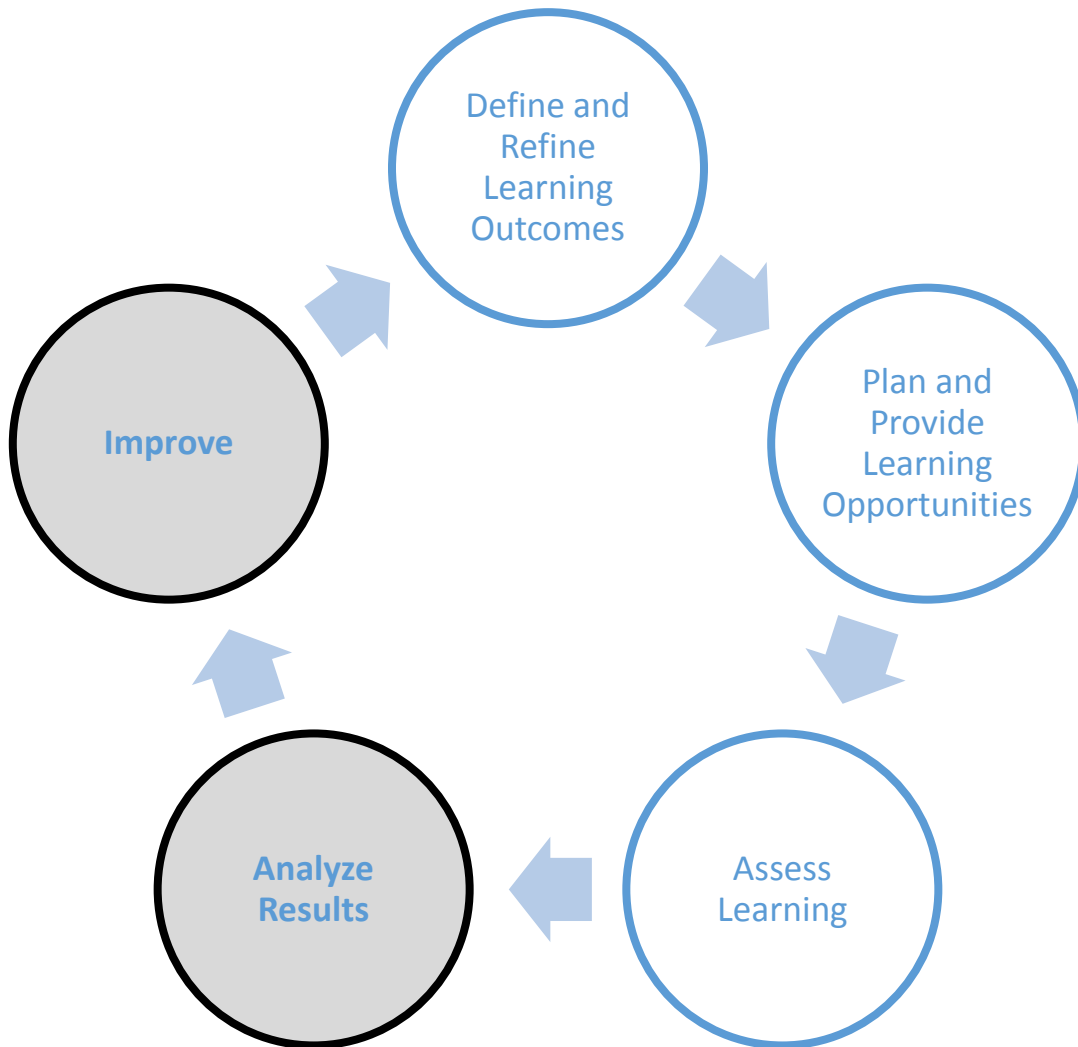 Define and
Refine
Learning
Outcomes
Plan and
Provide
Learning
Opportunities
Assess
Learning
Analyze
Results
Improve